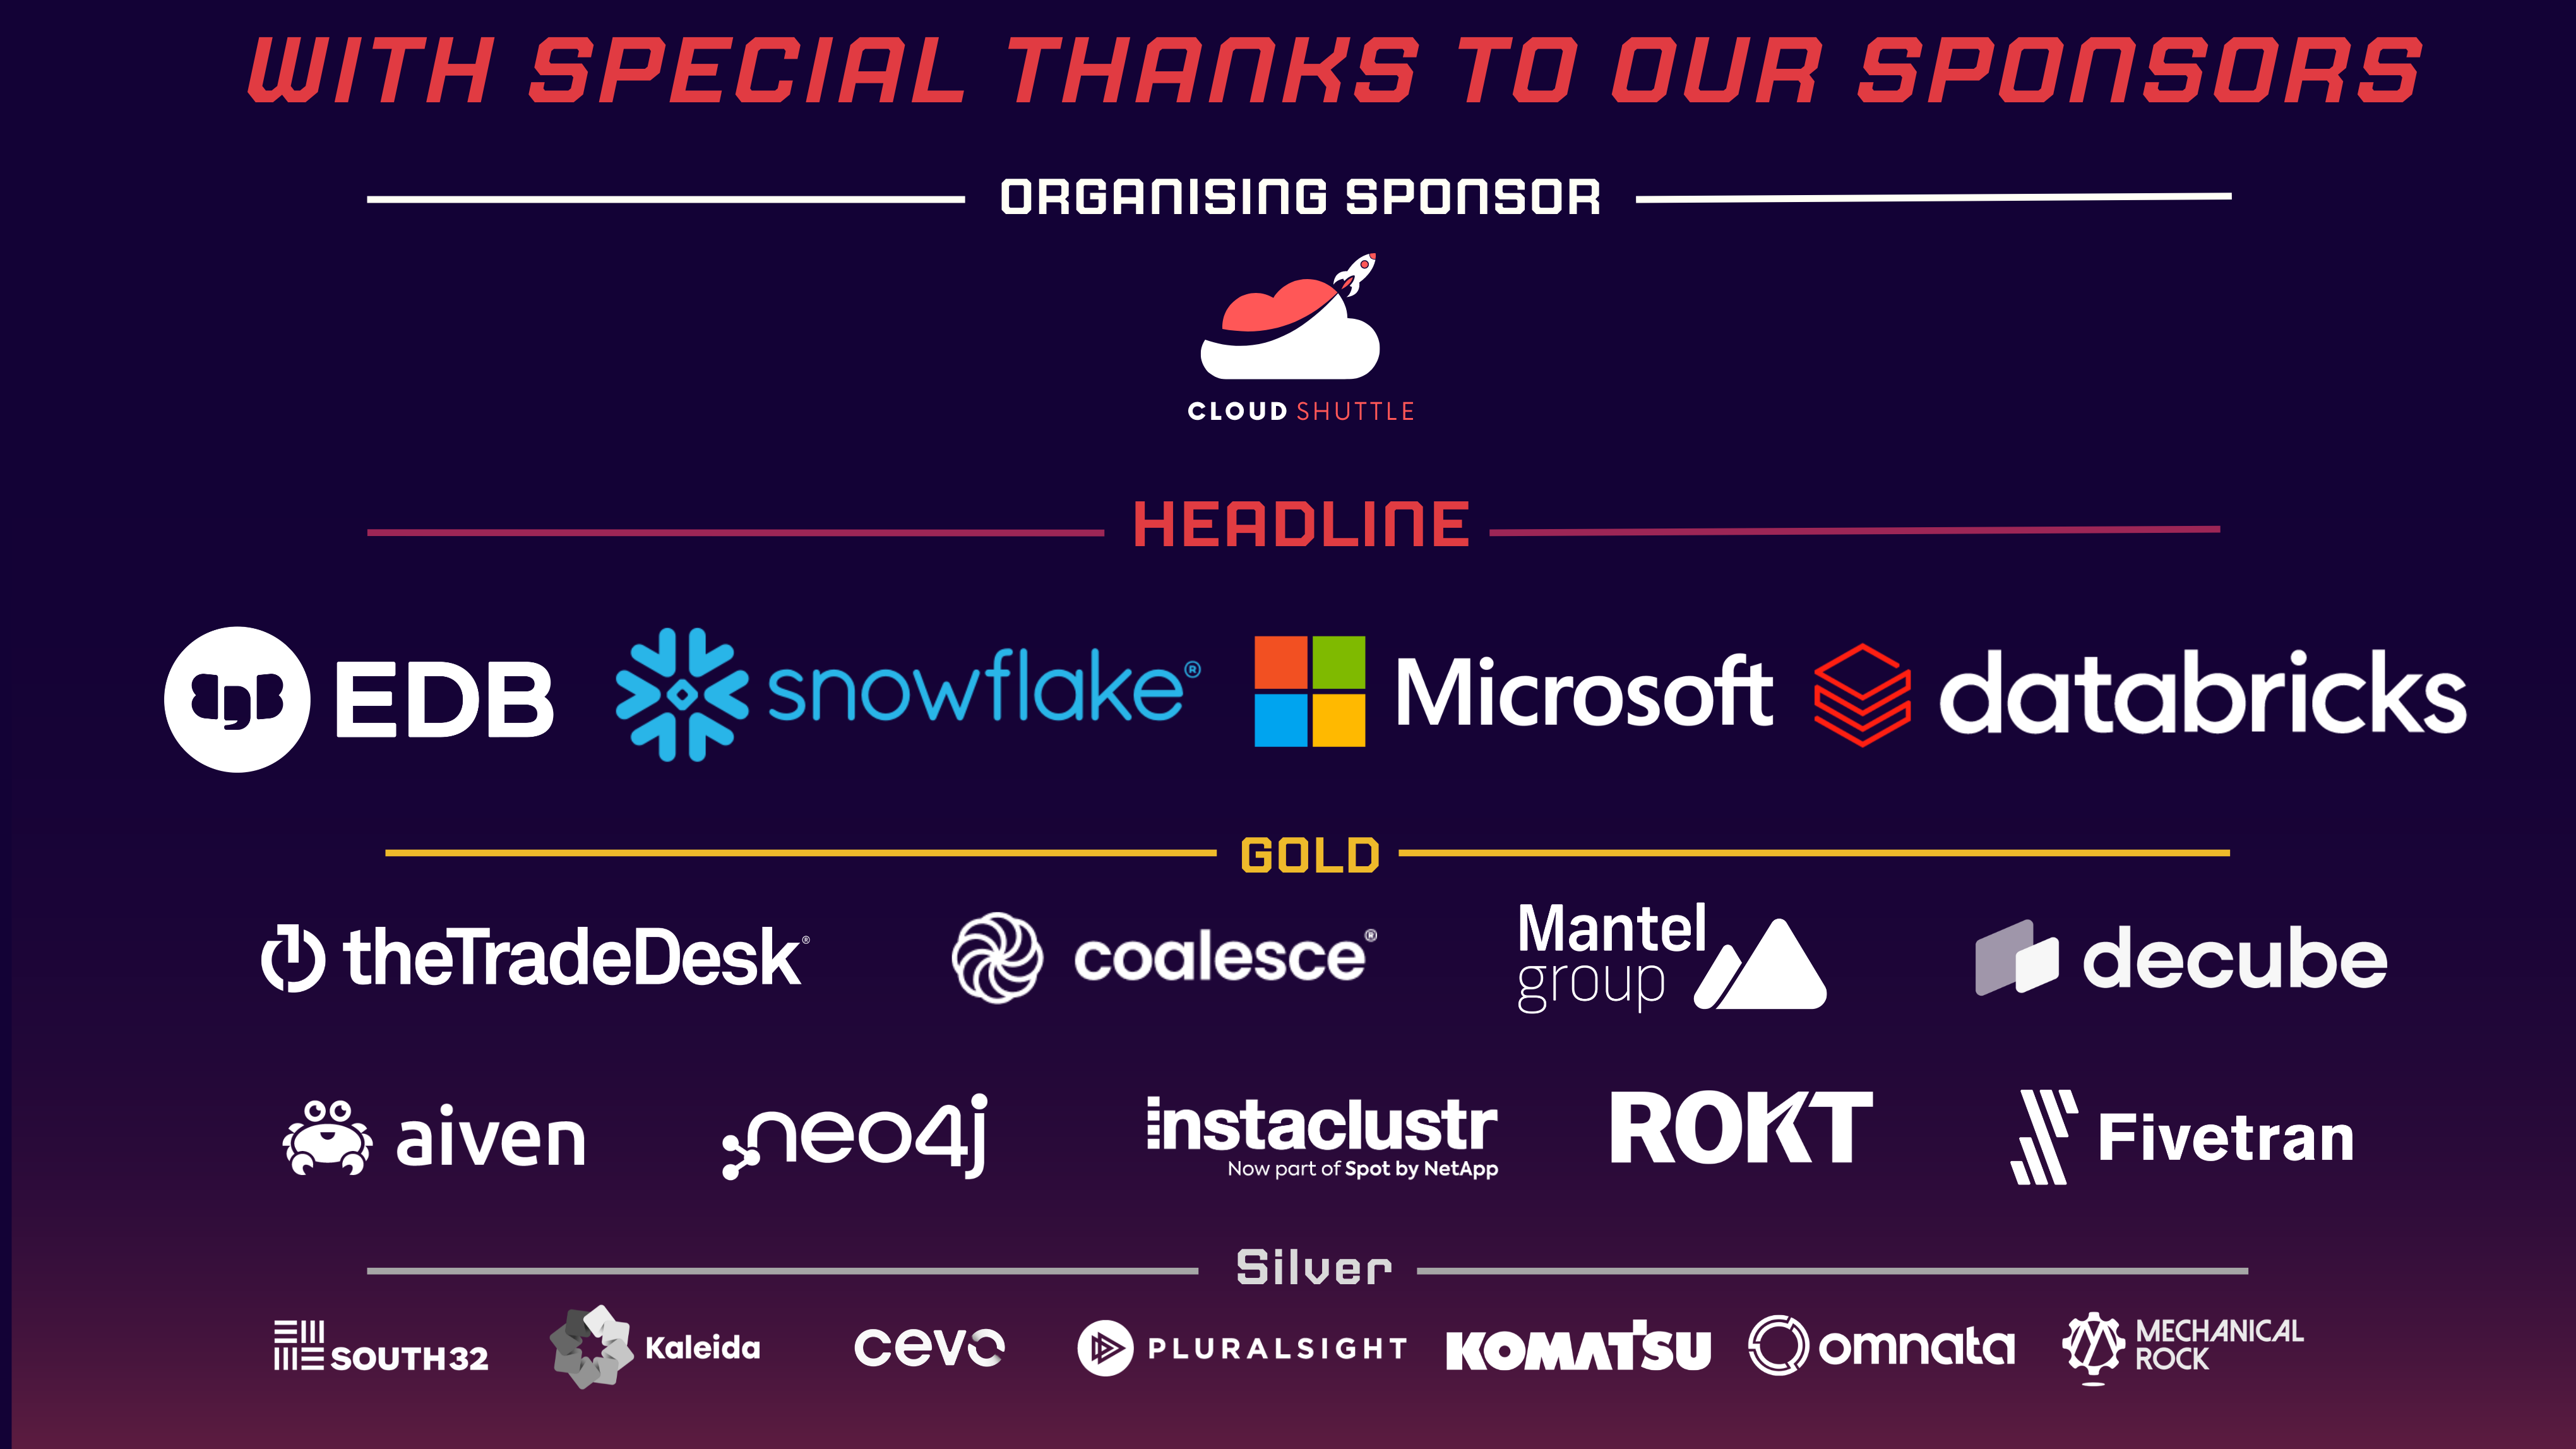 WITH SPECIAL THANKS TO OUR SPONSORS
ORGANISING SPONSOR
CLOUD SHUTTLE
HEADLINE
EDB
snowflake®
Microsoft
databricks
GOLD
theTradeDesk®
coalesce®
Mantel
group
decube
aiven
neo4j
instaclustr
Now part of Spot by NetApp
ROKT
Fivetran
Silver
SOUTH32
Kaleida
cevo
PLURALSIGHT
KOMATSU
omnata
MECHANICAL
ROCK